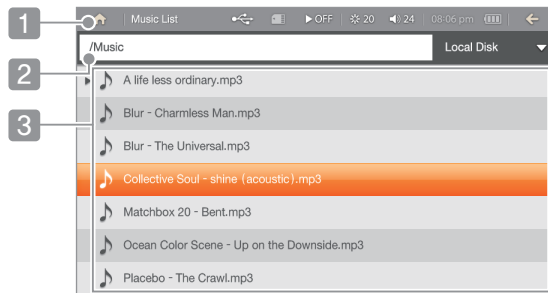 1
Music List OFF 20 24 08:06 pm
2
/Music Local Disk
3
A life less ordinary.mp3
Blur - Charmless Man.mp3
Blur - The Universal.mp3
Collective Soul - shine (acoustic).mp3
Matchbox 20 - Bent.mp3
Ocean Color Scene - Up on the Downside.mp3
Placebo - The Crawl.mp3